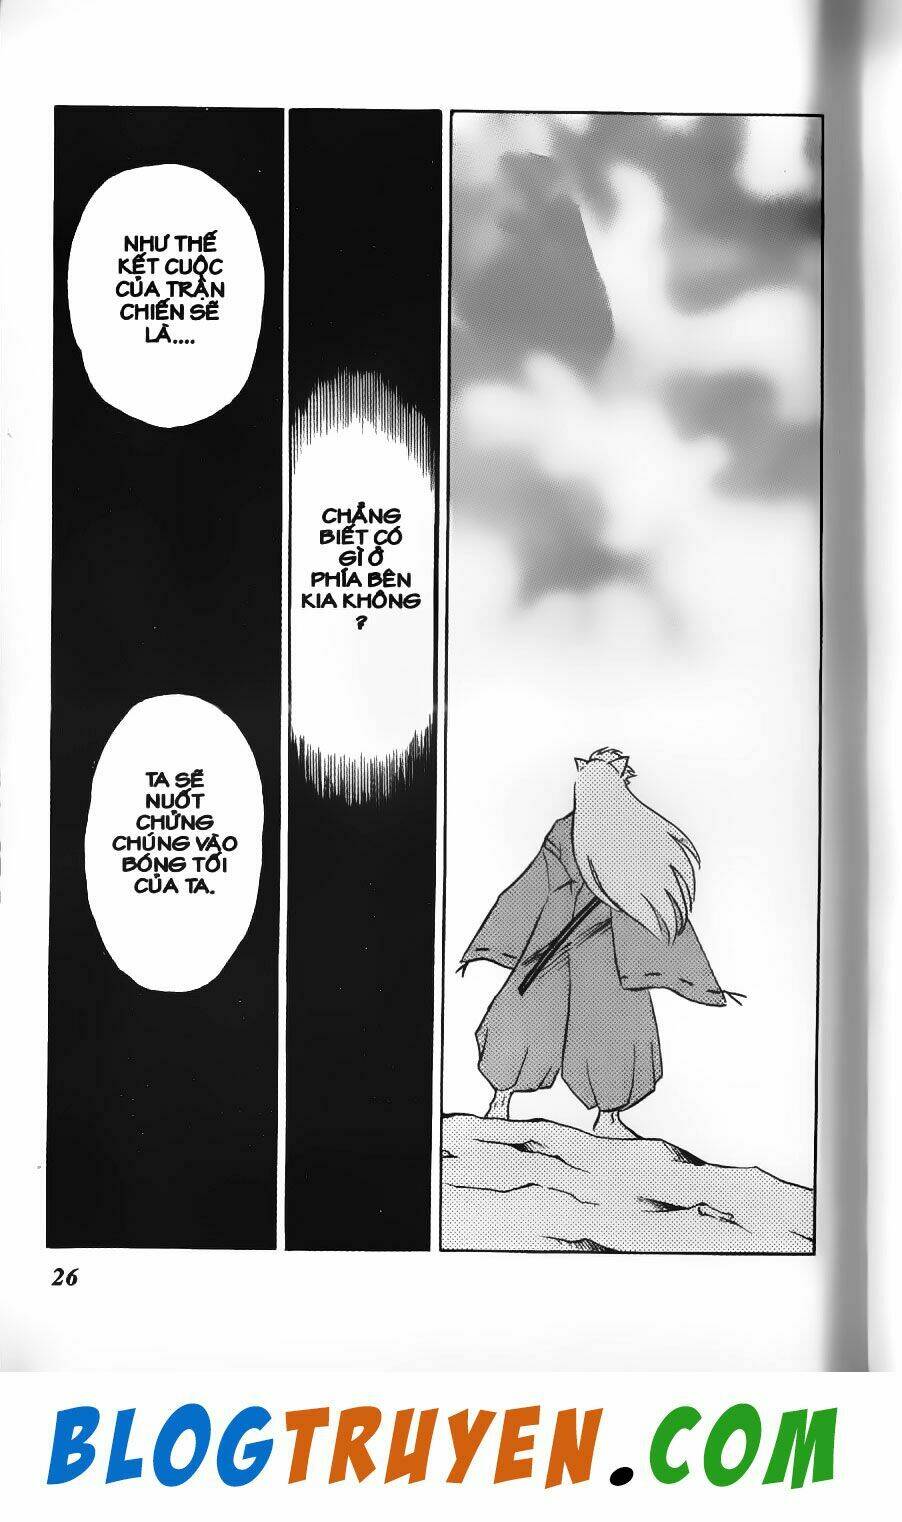 CHẲNG
BIẾT CÓ
GÌ Ở
PHÍA BÊN
KIA KHÔNG
?
NHƯ THẾ
KẾT CUỘC
CỦA TRẬN
CHIẾN SẼ
LÀ....
TA SẼ
NUỐT
CHỬNG
CHÚNG VÀO
BÓNG TỐI
CỦA TA.
26
BLOGTRUYEN.COM